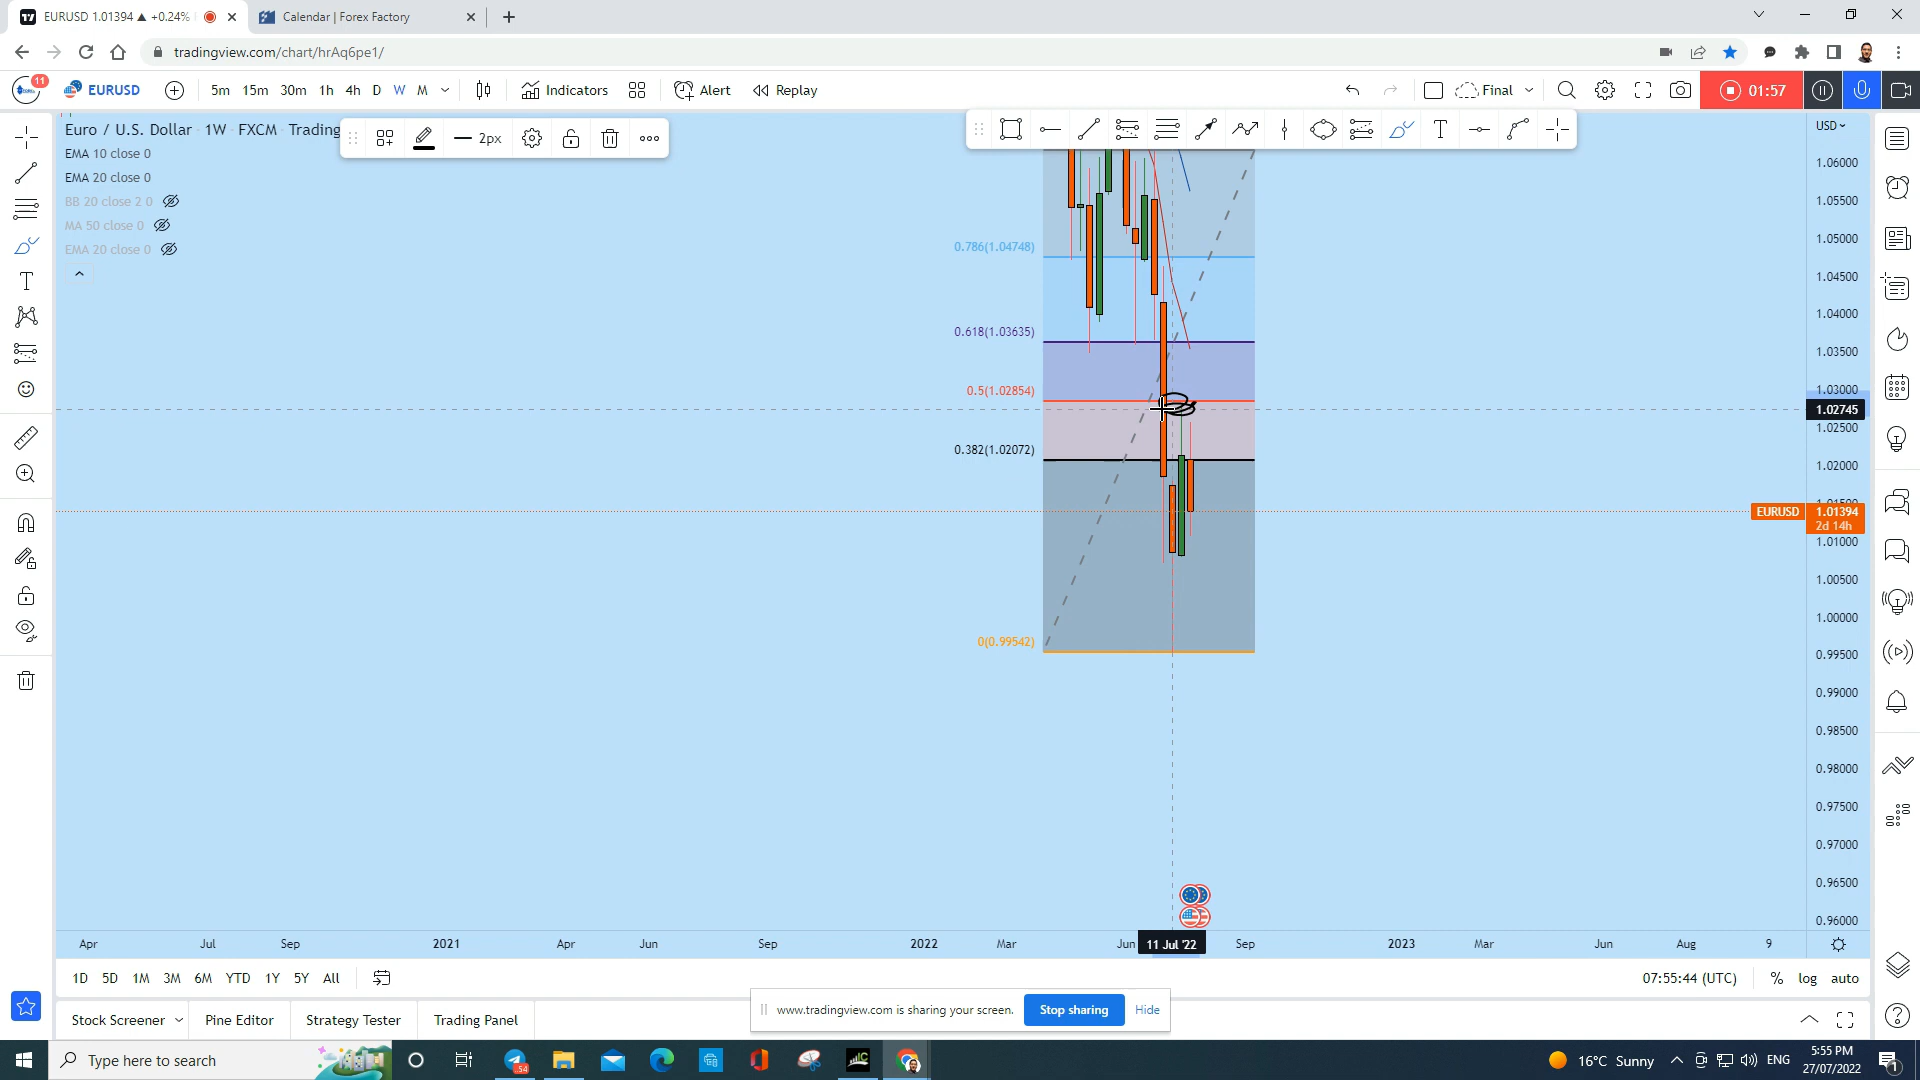 EURUSD 1.01394 ▲ +0.24%
Calendar | Forex Factory
tradingview.com/chart/hrAq6pe1/
11
EURUSD
5m 15m 30m 1h 4h D W M
Indicators
Alert
Replay
Final
01:57
Euro / U.S. Dollar 1W FXCM Trading
2px
USD
EMA 10 close 0
EMA 20 close 0
BB 20 close 2 0
MA 50 close 0
EMA 20 close 0
0.786(1.04748)
0.618(1.03635)
0.5(1.02854)
0.382(1.02072)
0(0.99542)
1.06000
1.05500
1.05000
1.04500
1.04000
1.03500
1.03000
1.02745
1.02500
1.02000
1.01500
EURUSD 1.01394
2d 14h
1.01000
1.00500
1.00000
0.99500
0.99000
0.98500
0.98000
0.97500
0.97000
0.96500
0.96000
Apr Jul Sep 2021 Apr Jun Sep 2022 Mar Jun 11 Jul '22 Sep 2023 Mar Jun Aug 9
1D 5D 1M 3M 6M YTD 1Y 5Y All
07:55:44 (UTC) % log auto
www.tradingview.com is sharing your screen. Stop sharing Hide
Stock Screener Pine Editor Strategy Tester Trading Panel
Type here to search
54
16°C Sunny
ENG
5:55 PM
27/07/2022
1